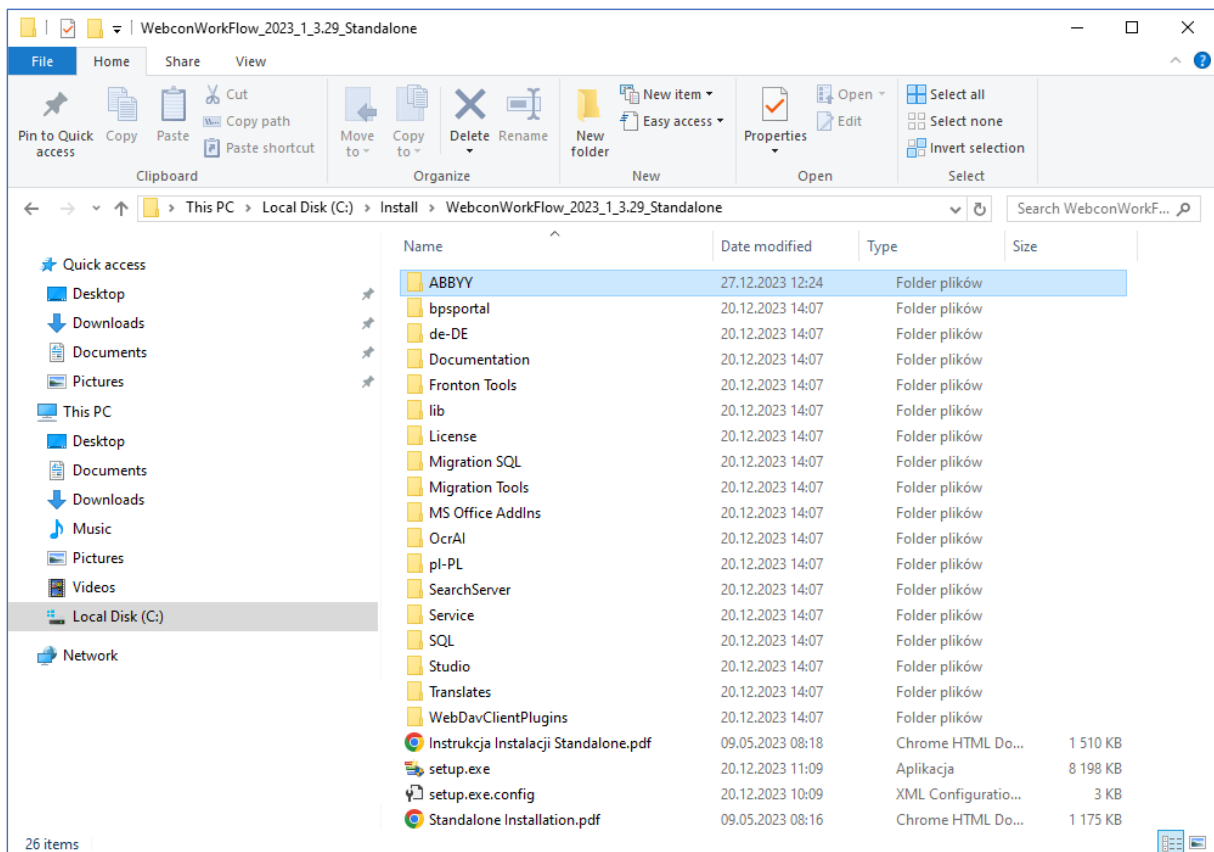 WebconWorkFlow_2023_1_3.29_Standalone
File Home Share View
Pin to Quick access
Copy
Paste
Cut
Copy path
Paste shortcut
Clipboard
Move to
Copy to
Delete
Rename
Organize
New folder
New item
Easy access
New
Properties
Open
Edit
Open
Select all
Select none
Invert selection
Select
This PC > Local Disk (C:) > Install > WebconWorkFlow_2023_1_3.29_Standalone
Search WebconWorkF...
Quick access
Desktop
Downloads
Documents
Pictures
This PC
Desktop
Documents
Downloads
Music
Pictures
Videos
Local Disk (C:)
Network
Name Date modified Type Size
ABBYY 27.12.2023 12:24 Folder plików
bpsportal 20.12.2023 14:07 Folder plików
de-DE 20.12.2023 14:07 Folder plików
Documentation 20.12.2023 14:07 Folder plików
Fronton Tools 20.12.2023 14:07 Folder plików
lib 20.12.2023 14:07 Folder plików
License 20.12.2023 14:07 Folder plików
Migration SQL 20.12.2023 14:07 Folder plików
Migration Tools 20.12.2023 14:07 Folder plików
MS Office AddIns 20.12.2023 14:07 Folder plików
OcrAI 20.12.2023 14:07 Folder plików
pl-PL 20.12.2023 14:07 Folder plików
SearchServer 20.12.2023 14:07 Folder plików
Service 20.12.2023 14:07 Folder plików
SQL 20.12.2023 14:07 Folder plików
Studio 20.12.2023 14:07 Folder plików
Translates 20.12.2023 14:07 Folder plików
WebDavClientPlugins 20.12.2023 14:07 Folder plików
Instrukcja Instalacji Standalone.pdf 09.05.2023 08:18 Chrome HTML Do... 1 510 KB
setup.exe 20.12.2023 11:09 Aplikacja 8 198 KB
setup.exe.config 20.12.2023 10:09 XML Configuratio... 3 KB
Standalone Installation.pdf 09.05.2023 08:16 Chrome HTML Do... 1 175 KB
26 items